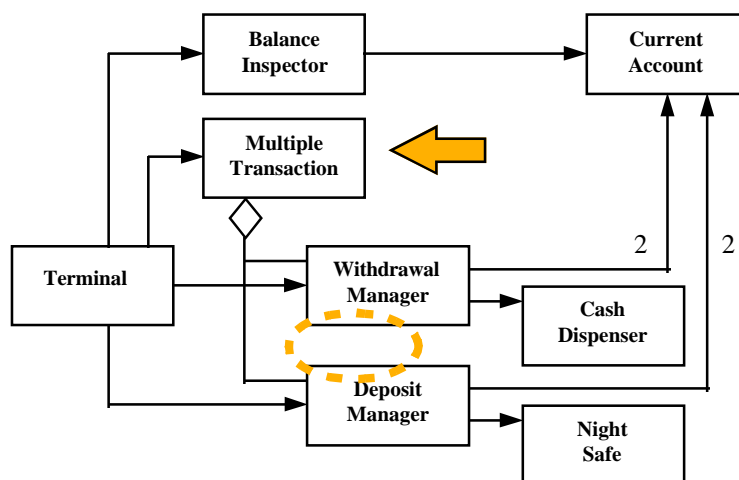 Balance
Inspector
Current
Account
Multiple
Transaction
Terminal
Withdrawal
Manager
2
2
Cash
Dispenser
Deposit
Manager
Night
Safe